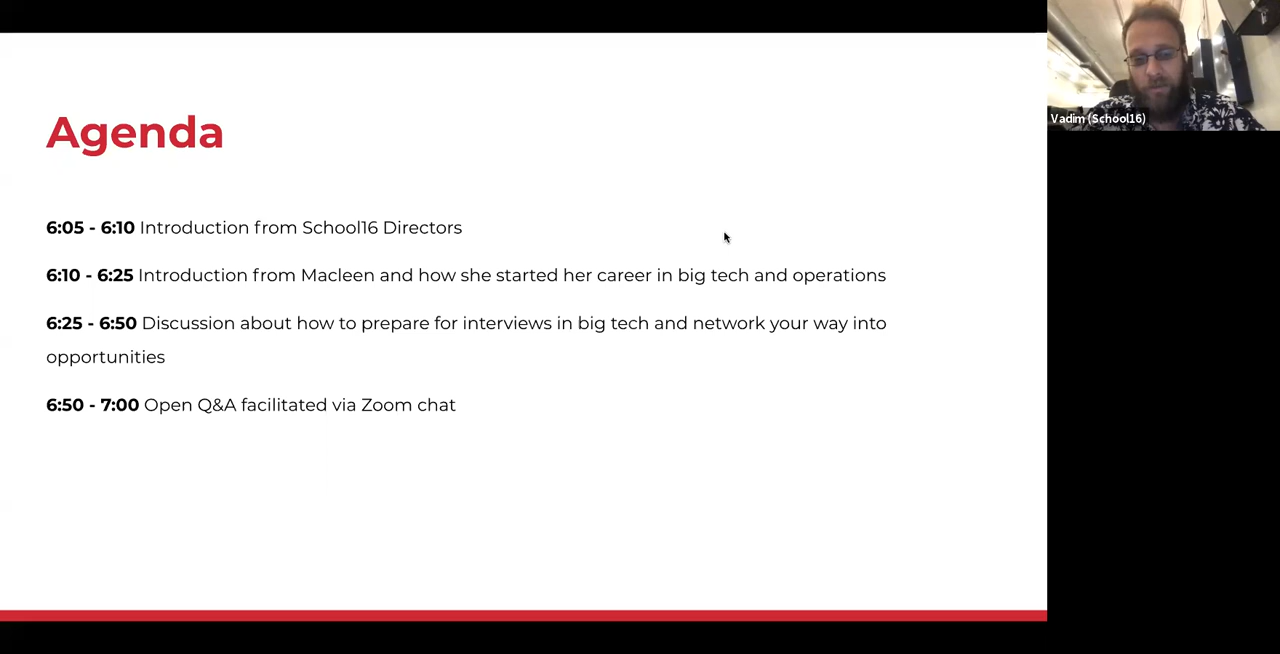 Agenda
6:05 - 6:10 Introduction from School16 Directors
6:10 - 6:25 Introduction from Macleen and how she started her career in big tech and operations
6:25 - 6:50 Discussion about how to prepare for interviews in big tech and network your way into
opportunities
6:50 - 7:00 Open Q&A facilitated via Zoom chat
Vadim (School16)